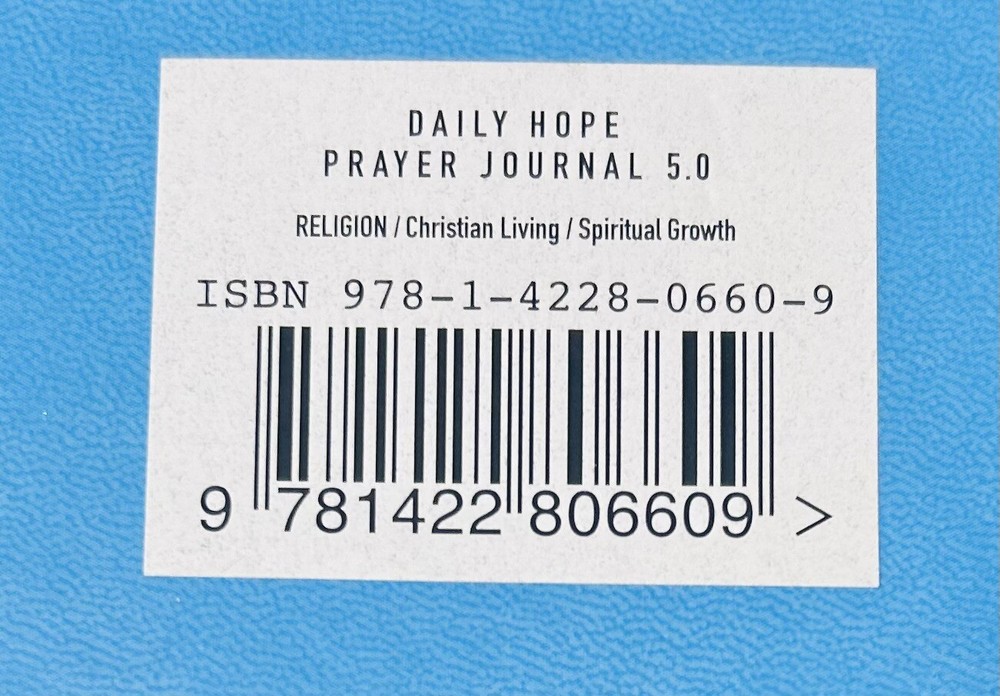 DAILY HOPE
PRAYER JOURNAL 5.0
RELIGION / Christian Living / Spiritual Growth
ISBN 978-1-4228-0660-9
9 781422 806609 >